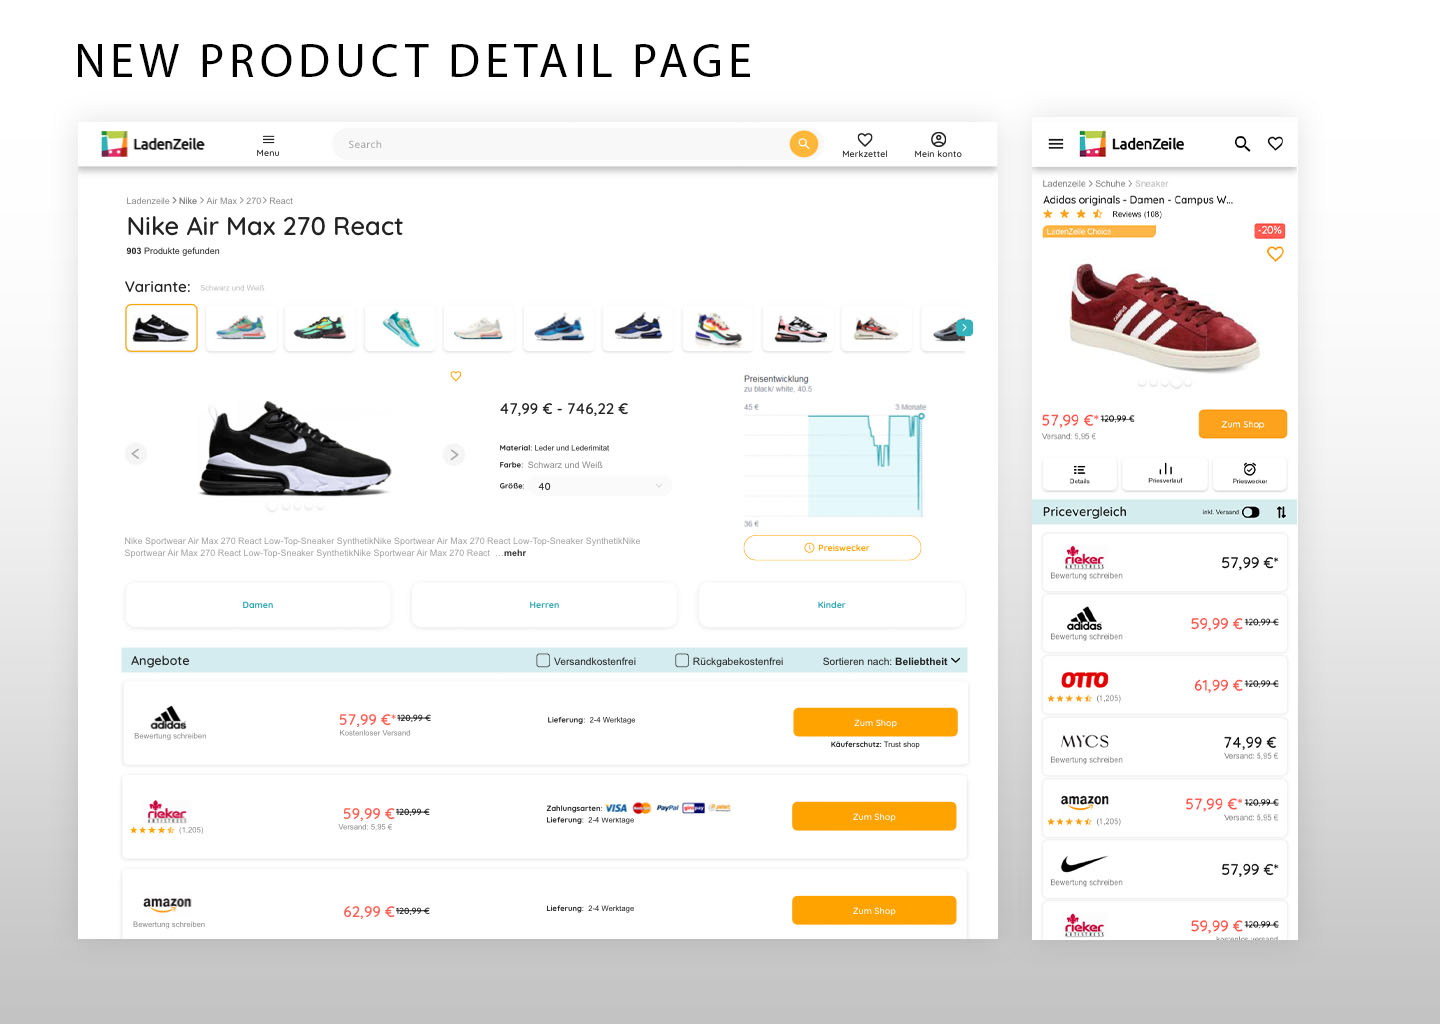 NEW PRODUCT DETAIL PAGE
LadenZeile
Menu
Search
Merkzettel
Mein konto
Ladenzeile > Nike > Air Max > 270 > React
Nike Air Max 270 React
903 Produkte gefunden
Variante: Schwarz und Weiß
47,99 € - 746,22 €
Material: Leder und Lederimitat
Farbe: Schwarz und Weiß
Größe: 40
Preisentwicklung
zu black/ white, 40.5
45 €
3 Monate
36 €
Preiswecker
Nike Sportwear Air Max 270 React Low-Top-Sneaker SynthetikNike Sportwear Air Max 270 React Low-Top-Sneaker SynthetikNike
Sportwear Air Max 270 React Low-Top-Sneaker SynthetikNike Sportwear Air Max 270 React ...mehr
Damen
Herren
Kinder
Angebote
Versandkostenfrei
Rückgabekostenfrei
Sortieren nach: Beliebtheit
adidas
Bewertung schreiben
57,99 €* 120,99 €
Kostenloser Versand
Lieferung: 2-4 Werktage
Zum Shop
Käuferschutz: Trust shop
rieker
ANTISTRESS
(1,205)
59,99 € 120,99 €
Versand: 5,95 €
Zahlungsarten: VISA PayPal giropay
Lieferung: 2-4 Werktage
Zum Shop
amazon
Bewertung schreiben
62,99 € 120,99 €
Lieferung: 2-4 Werktage
Zum Shop
LadenZeile
Ladenzeile > Schuhe > Sneaker
Adidas originals - Damen - Campus W...
Reviews (108)
LadenZeile Choice
-20%
57,99 €* 120,99 €
Versand: 5,95 €
Zum Shop
Details
Priesverlauf
Prieswecker
Pricevergleich
inkl. Versand
rieker
ANTISTRESS
Bewertung schreiben
57,99 €*
adidas
Bewertung schreiben
59,99 € 120,99 €
OTTO
(1,205)
61,99 € 120,99 €
MYCS
Bewertung schreiben
74,99 €
Versand: 5,95 €
amazon
(1,205)
57,99 €* 120,99 €
Versand: 5,95 €
Bewertung schreiben
57,99 €*
rieker
ANTISTRESS
59,99 € 120,99 €
kostenlos versand